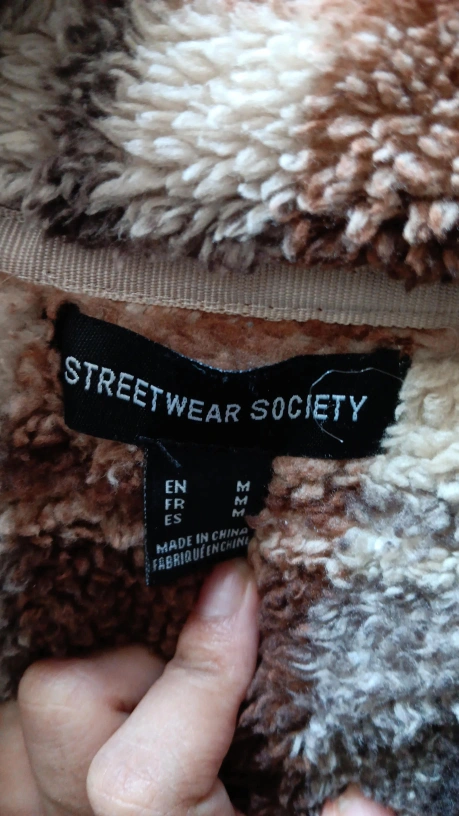 STREETWEAR SOCIETY
EN M
FR M
ES M
MADE IN CHINA
FABRIQUÉ EN CHINE